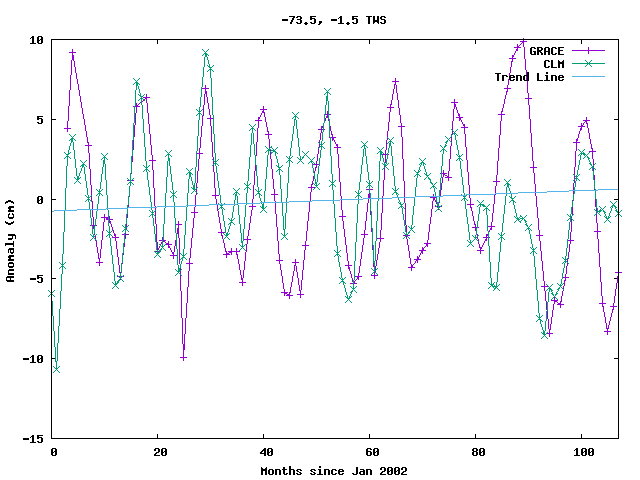 -73.5, -1.5 TWS
GRACE
CLM
Trend Line
10
5
0
-5
-10
-15
Anomaly (cm)
0 20 40 60 80 100
Months since Jan 2002